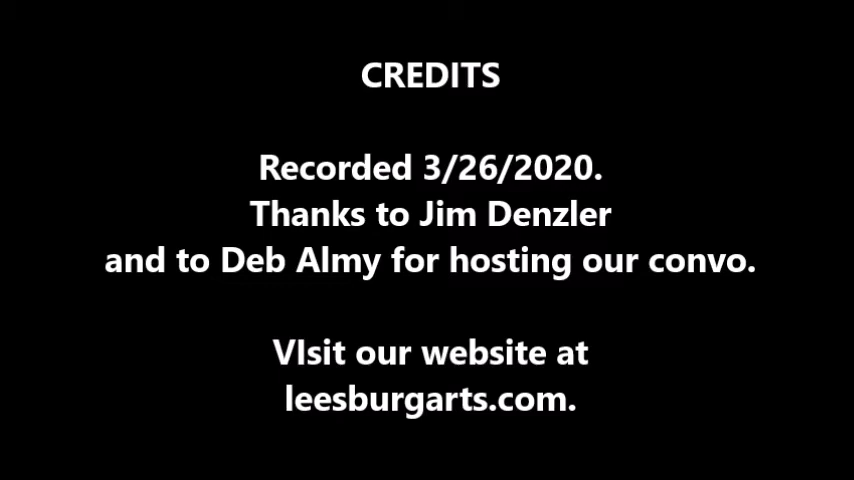 CREDITS
Recorded 3/26/2020.
Thanks to Jim Denzler
and to Deb Almy for hosting our convo.
VIsit our website at
leesburgarts.com.